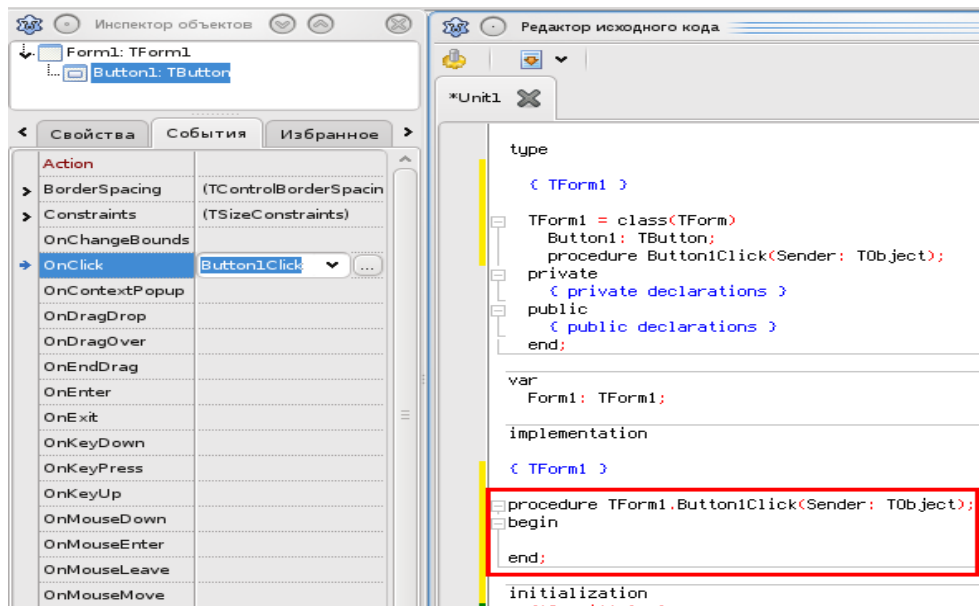 Инспектор объектов
Form1: TForm1
Button1: TButton
Свойства События Избранное
Action
BorderSpacing (TControlBorderSpacin
Constraints (TSizeConstraints)
OnChangeBounds
OnClick Button1Click ...
OnContextPopup
OnDragDrop
OnDragOver
OnEndDrag
OnEnter
OnExit
OnKeyDown
OnKeyPress
OnKeyUp
OnMouseDown
OnMouseEnter
OnMouseLeave
OnMouseMove
Редактор исходного кода
*Unit1
type
{ TForm1 }
TForm1 = class(TForm)
Button1: TButton;
procedure Button1Click(Sender: TObject);
private
{ private declarations }
public
{ public declarations }
end;
var
Form1: TForm1;
implementation
{ TForm1 }
procedure TForm1.Button1Click(Sender: TObject);
begin
end;
initialization